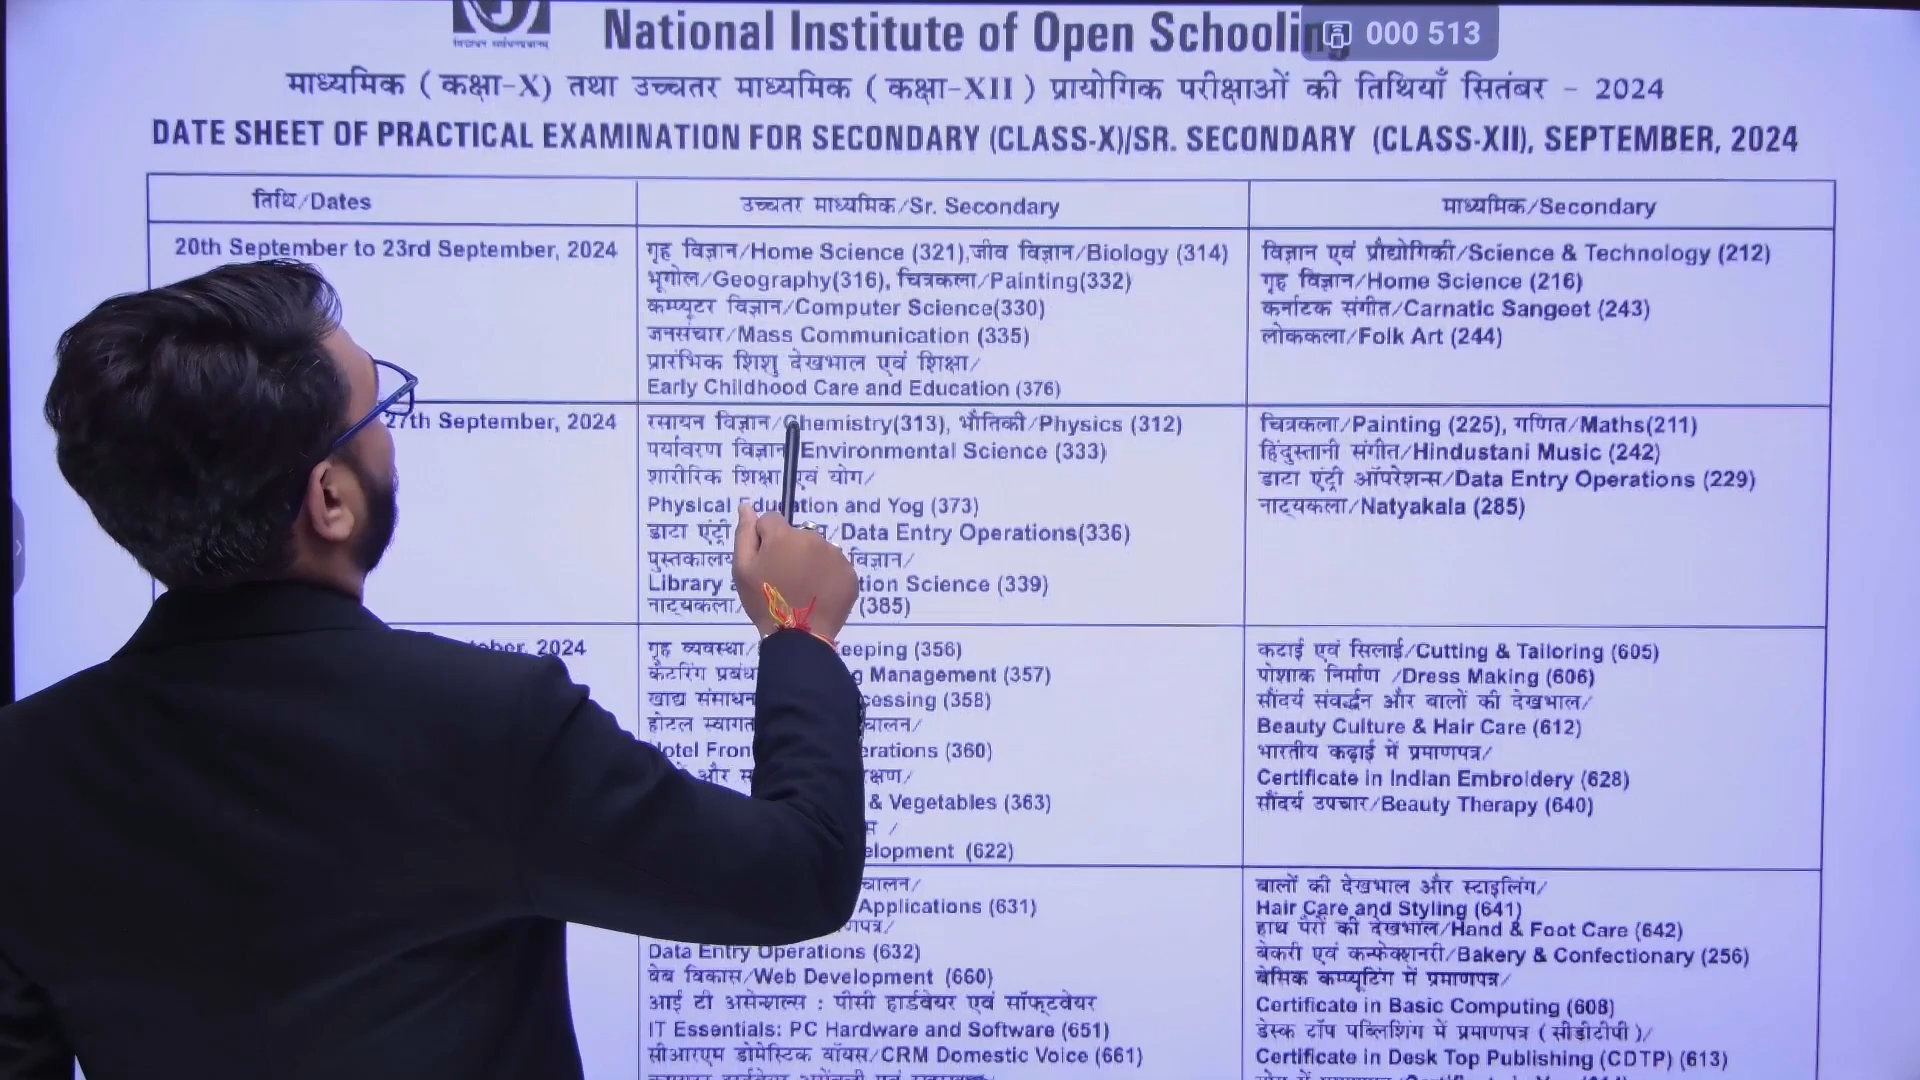 National Institute of Open Schooling
000 513
माध्यमिक ( कक्षा-X) तथा उच्चतर माध्यमिक ( कक्षा-XII ) प्रायोगिक परीक्षाओं की तिथियाँ सितंबर - 2024
DATE SHEET OF PRACTICAL EXAMINATION FOR SECONDARY (CLASS-X)/SR. SECONDARY (CLASS-XII), SEPTEMBER, 2024
तिथि/Dates
उच्चतर माध्यमिक/Sr. Secondary
माध्यमिक/Secondary
20th September to 23rd September, 2024
गृह विज्ञान/Home Science (321),जीव विज्ञान/Biology (314)
भूगोल/Geography(316), चित्रकला/Painting(332)
कम्प्यूटर विज्ञान/Computer Science(330)
जनसंचार/Mass Communication (335)
प्रारंभिक शिशु देखभाल एवं शिक्षा/
Early Childhood Care and Education (376)
विज्ञान एवं प्रौद्योगिकी/Science & Technology (212)
गृह विज्ञान/Home Science (216)
कर्नाटक संगीत/Carnatic Sangeet (243)
लोककला/Folk Art (244)
27th September, 2024
रसायन विज्ञान/Chemistry(313), भौतिकी/Physics (312)
पर्यावरण विज्ञान/Environmental Science (333)
शारीरिक शिक्षा एवं योग/
Physical Education and Yog (373)
डाटा एंट्री /Data Entry Operations(336)
विज्ञान/
Library Science (339)
नाट्यकला/ (385)
चित्रकला/Painting (225), गणित/Maths(211)
हिंदुस्तानी संगीत/Hindustani Music (242)
डाटा एंट्री ऑपरेशन्स/Data Entry Operations (229)
नाट्यकला/Natyakala (285)
2024
गृह व्यवस्था/ (356)
कैटरिंग Management (357)
खाद्य (358)
होटल
(360)
और
& Vegetables (363)
(622)
कटाई एवं सिलाई/Cutting & Tailoring (605)
पोशाक निर्माण /Dress Making (606)
सौंदर्य संवर्द्धन और बालों की देखभाल/
Beauty Culture & Hair Care (612)
भारतीय कढ़ाई में प्रमाणपत्र/
Certificate in Indian Embroidery (628)
सौंदर्य उपचार/Beauty Therapy (640)
Applications (631)
Data Entry Operations (632)
वेब विकास/Web Development (660)
आई टी असेन्शल्स : पीसी हार्डवेयर एवं सॉफ्टवेयर
IT Essentials: PC Hardware and Software (651)
सीआरएम डोमेस्टिक वॉयस/CRM Domestic Voice (661)
बालों की देखभाल और स्टाइलिंग/
Hair Care and Styling (641)
हाथ पैरों की देखभाल/Hand & Foot Care (642)
बेकरी एवं कन्फेक्शनरी/Bakery & Confectionary (256)
बेसिक कम्प्यूटिंग में प्रमाणपत्र/
Certificate in Basic Computing (608)
डेस्क टॉप पब्लिशिंग में प्रमाणपत्र ( सीडीटीपी )/
Certificate in Desk Top Publishing (CDTP) (613)